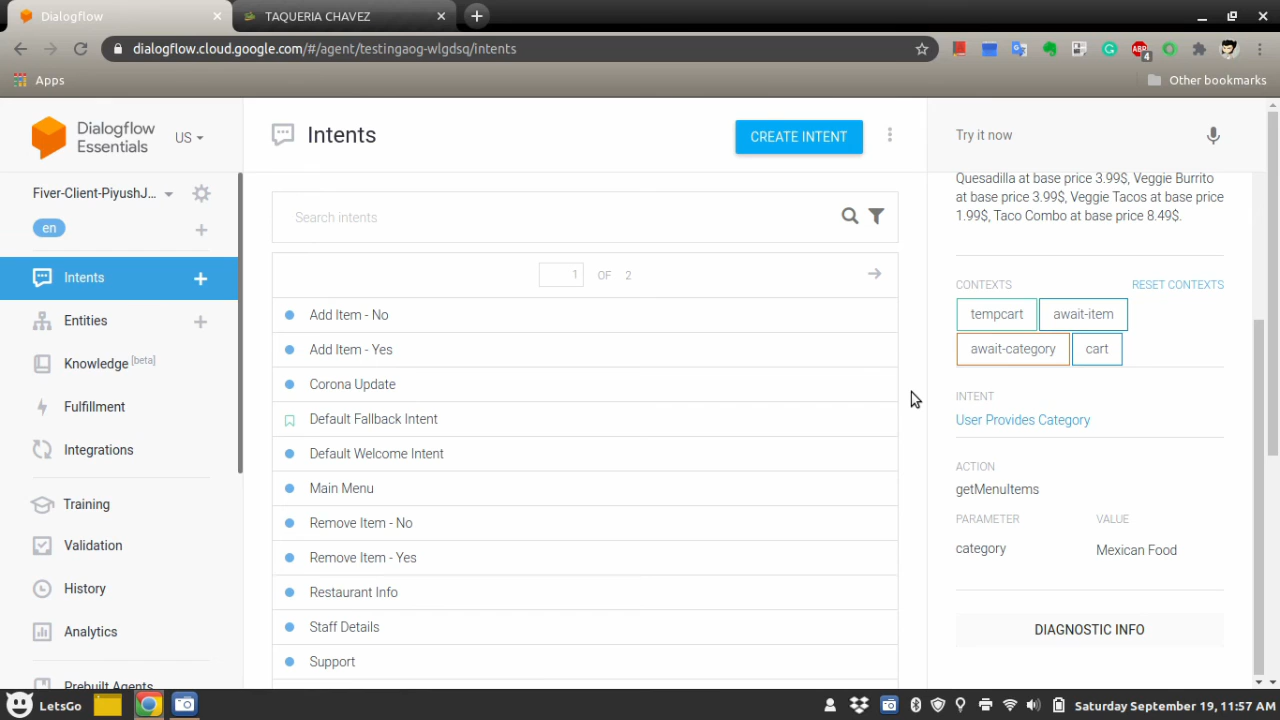 Dialogflow
TAQUERIA CHAVEZ
dialogflow.cloud.google.com/#/agent/testingaog-wlgdsq/intents
ABP
4
Apps
Other bookmarks
Dialogflow
Essentials
US
Fiver-Client-PiyushJ...
en
Intents
Entities
Knowledge [beta]
Fulfillment
Integrations
Training
Validation
History
Analytics
Prebuilt Agents
Intents
CREATE INTENT
Search intents
1 OF 2
Add Item - No
Add Item - Yes
Corona Update
Default Fallback Intent
Default Welcome Intent
Main Menu
Remove Item - No
Remove Item - Yes
Restaurant Info
Staff Details
Support
Try it now
Quesadilla at base price 3.99$, Veggie Burrito
at base price 3.99$, Veggie Tacos at base price
1.99$, Taco Combo at base price 8.49$.
CONTEXTS
RESET CONTEXTS
tempcart
await-item
await-category
cart
INTENT
User Provides Category
ACTION
getMenuItems
PARAMETER
VALUE
category
Mexican Food
DIAGNOSTIC INFO
LetsGo
Saturday September 19, 11:57 AM